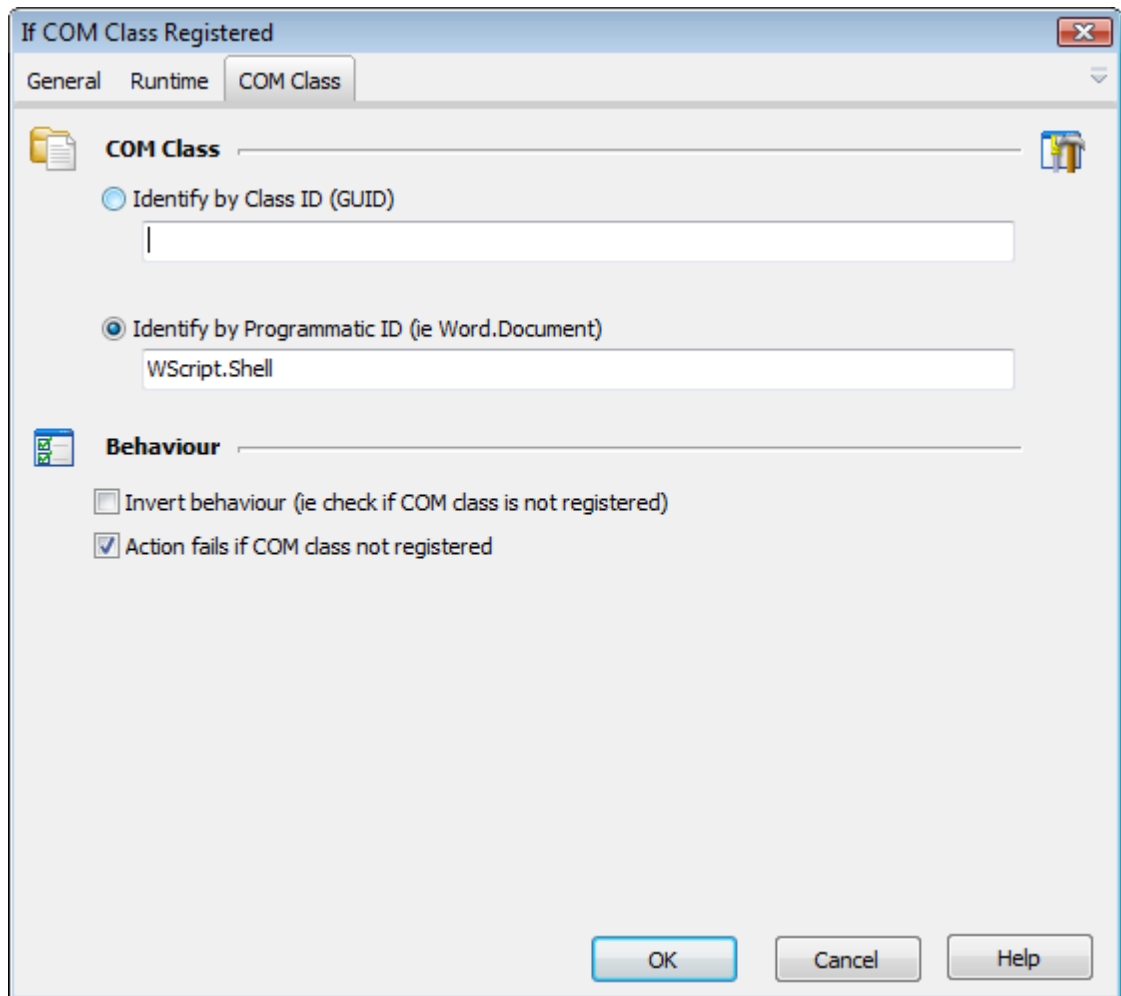 If COM Class Registered
General Runtime COM Class
COM Class
Identify by Class ID (GUID)
Identify by Programmatic ID (ie Word.Document)
WScript.Shell
Behaviour
Invert behaviour (ie check if COM class is not registered)
Action fails if COM class not registered
OK Cancel Help